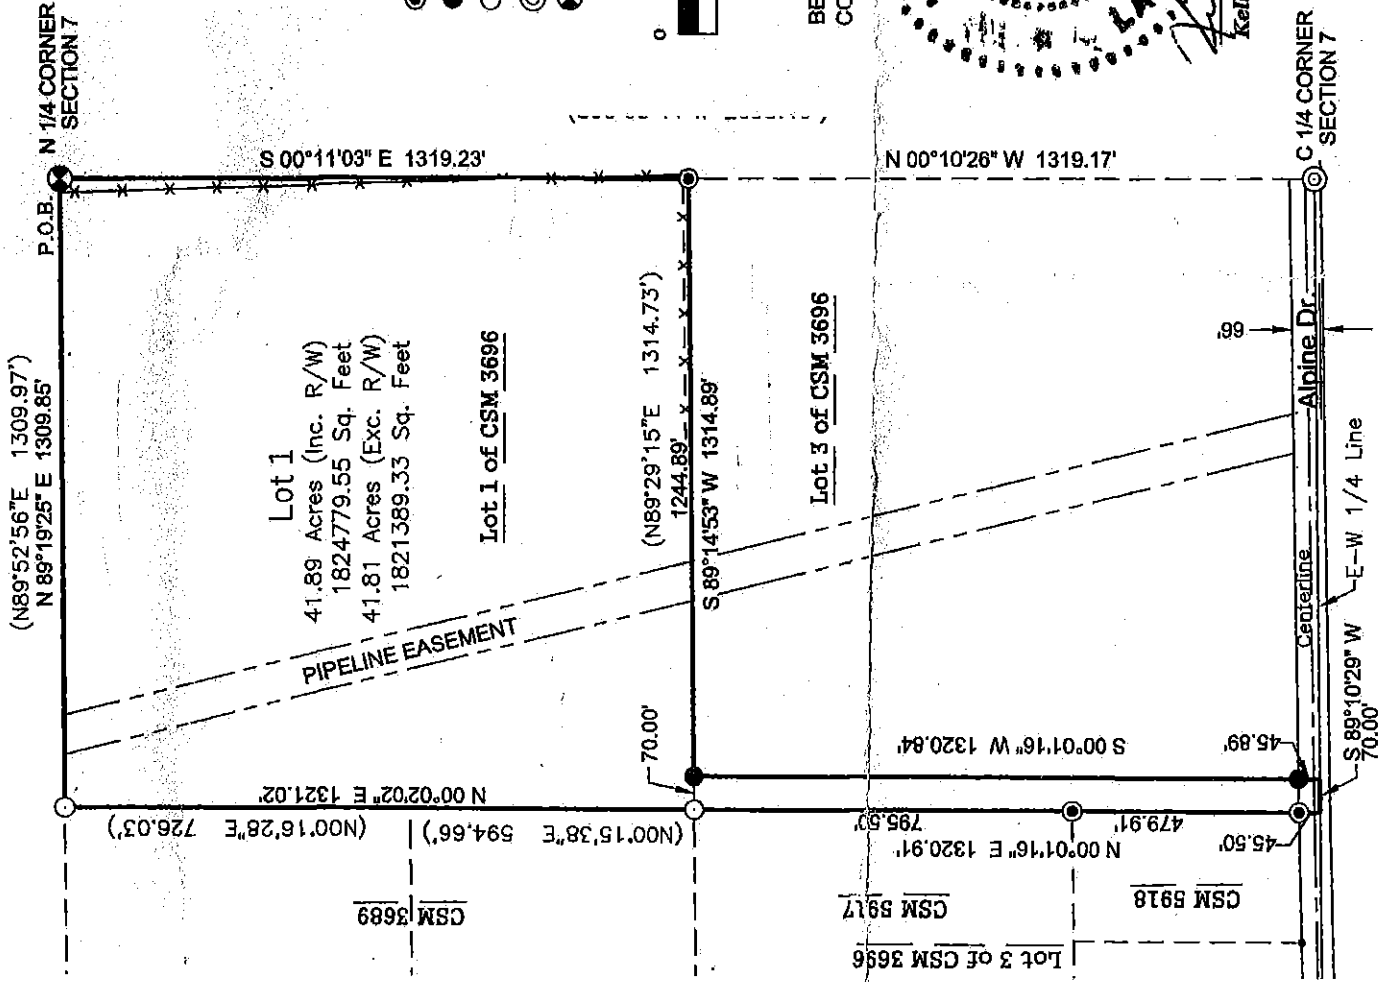 N 1/4 CORNER
SECTION 7
P.O.B.
(N89°52'56"E 1309.97')
N 89°19'25" E 1309.85'
S 00°11'03" E 1319.23'
N 00°10'26" W 1319.17'
C 1/4 CORNER
SECTION 7
0
BE
CO
LA
Kel
Lot 1
41.89 Acres (Inc. R/W)
1824779.55 Sq. Feet
41.81 Acres (Exc. R/W)
1821389.33 Sq. Feet
Lot 1 of CSM 3696
PIPELINE EASEMENT
(N89°29'15"E 1314.73')
1244.89'
S 89°14'53" W 1314.89'
70.00'
Lot 3 of CSM 3696
66'
Alpine Dr.
Centerline
E-W 1/4 Line
S 89°10'29" W
70.00'
S 00°01'16" W 1320.84'
45.89'
N 00°02'02" E 1321.02'
(N00°16'28"E 726.03')
(N00°15'38"E 594.66')
795.50'
479.91'
N 00°01'16" E 1320.91'
45.50'
CSM 3689
CSM 5917
CSM 5918
Lot 3 of CSM 3696